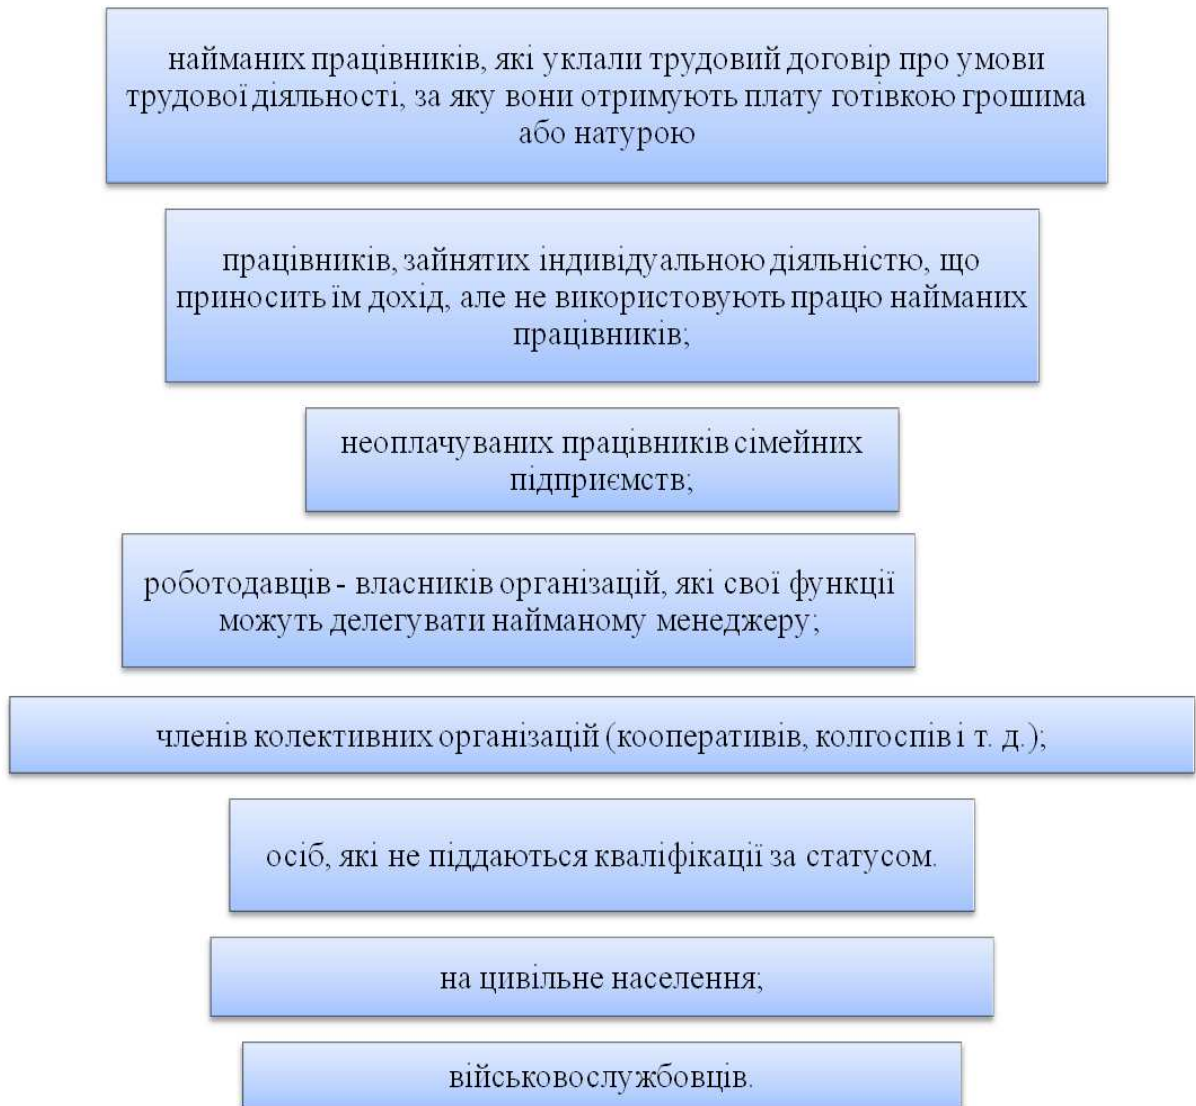 найманих працівників, які уклали трудовий договір про умови
трудової діяльності, за яку вони отримують плату готівкою грошима
або натурою
працівників, зайнятих індивідуальною діяльністю, що
приносить їм дохід, але не використовують працю найманих
працівників;
неоплачуваних працівників сімейних
підприємств;
роботодавців - власників організацій, які свої функції
можуть делегувати найманому менеджеру;
членів колективних організацій (кооперативів, колгоспів і т. д.);
осіб, які не піддаються кваліфікації за статусом.
на цивільне населення;
військовослужбовців.